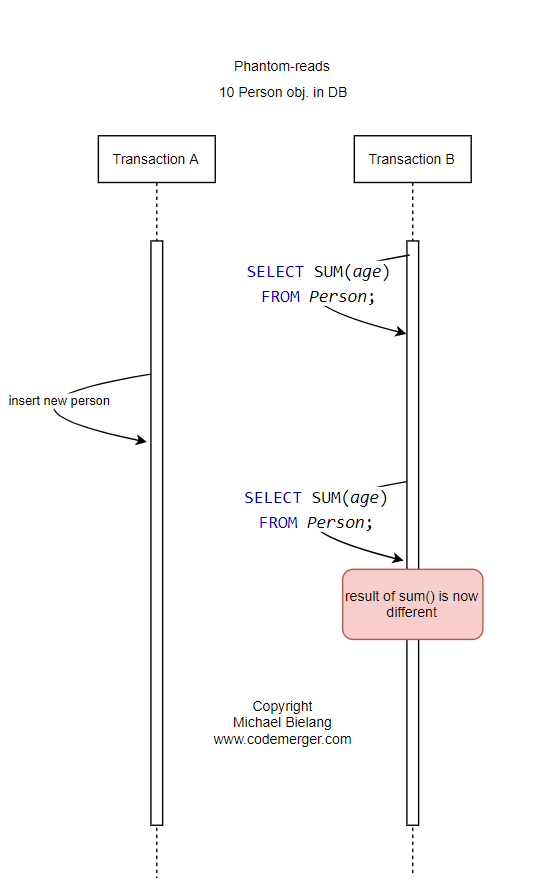 Phantom-reads
10 Person obj. in DB
Transaction A
Transaction B
SELECT SUM(age)
FROM Person;
insert new person
SELECT SUM(age)
FROM Person;
result of sum() is now
different
Copyright
Michael Bielang
www.codemerger.com